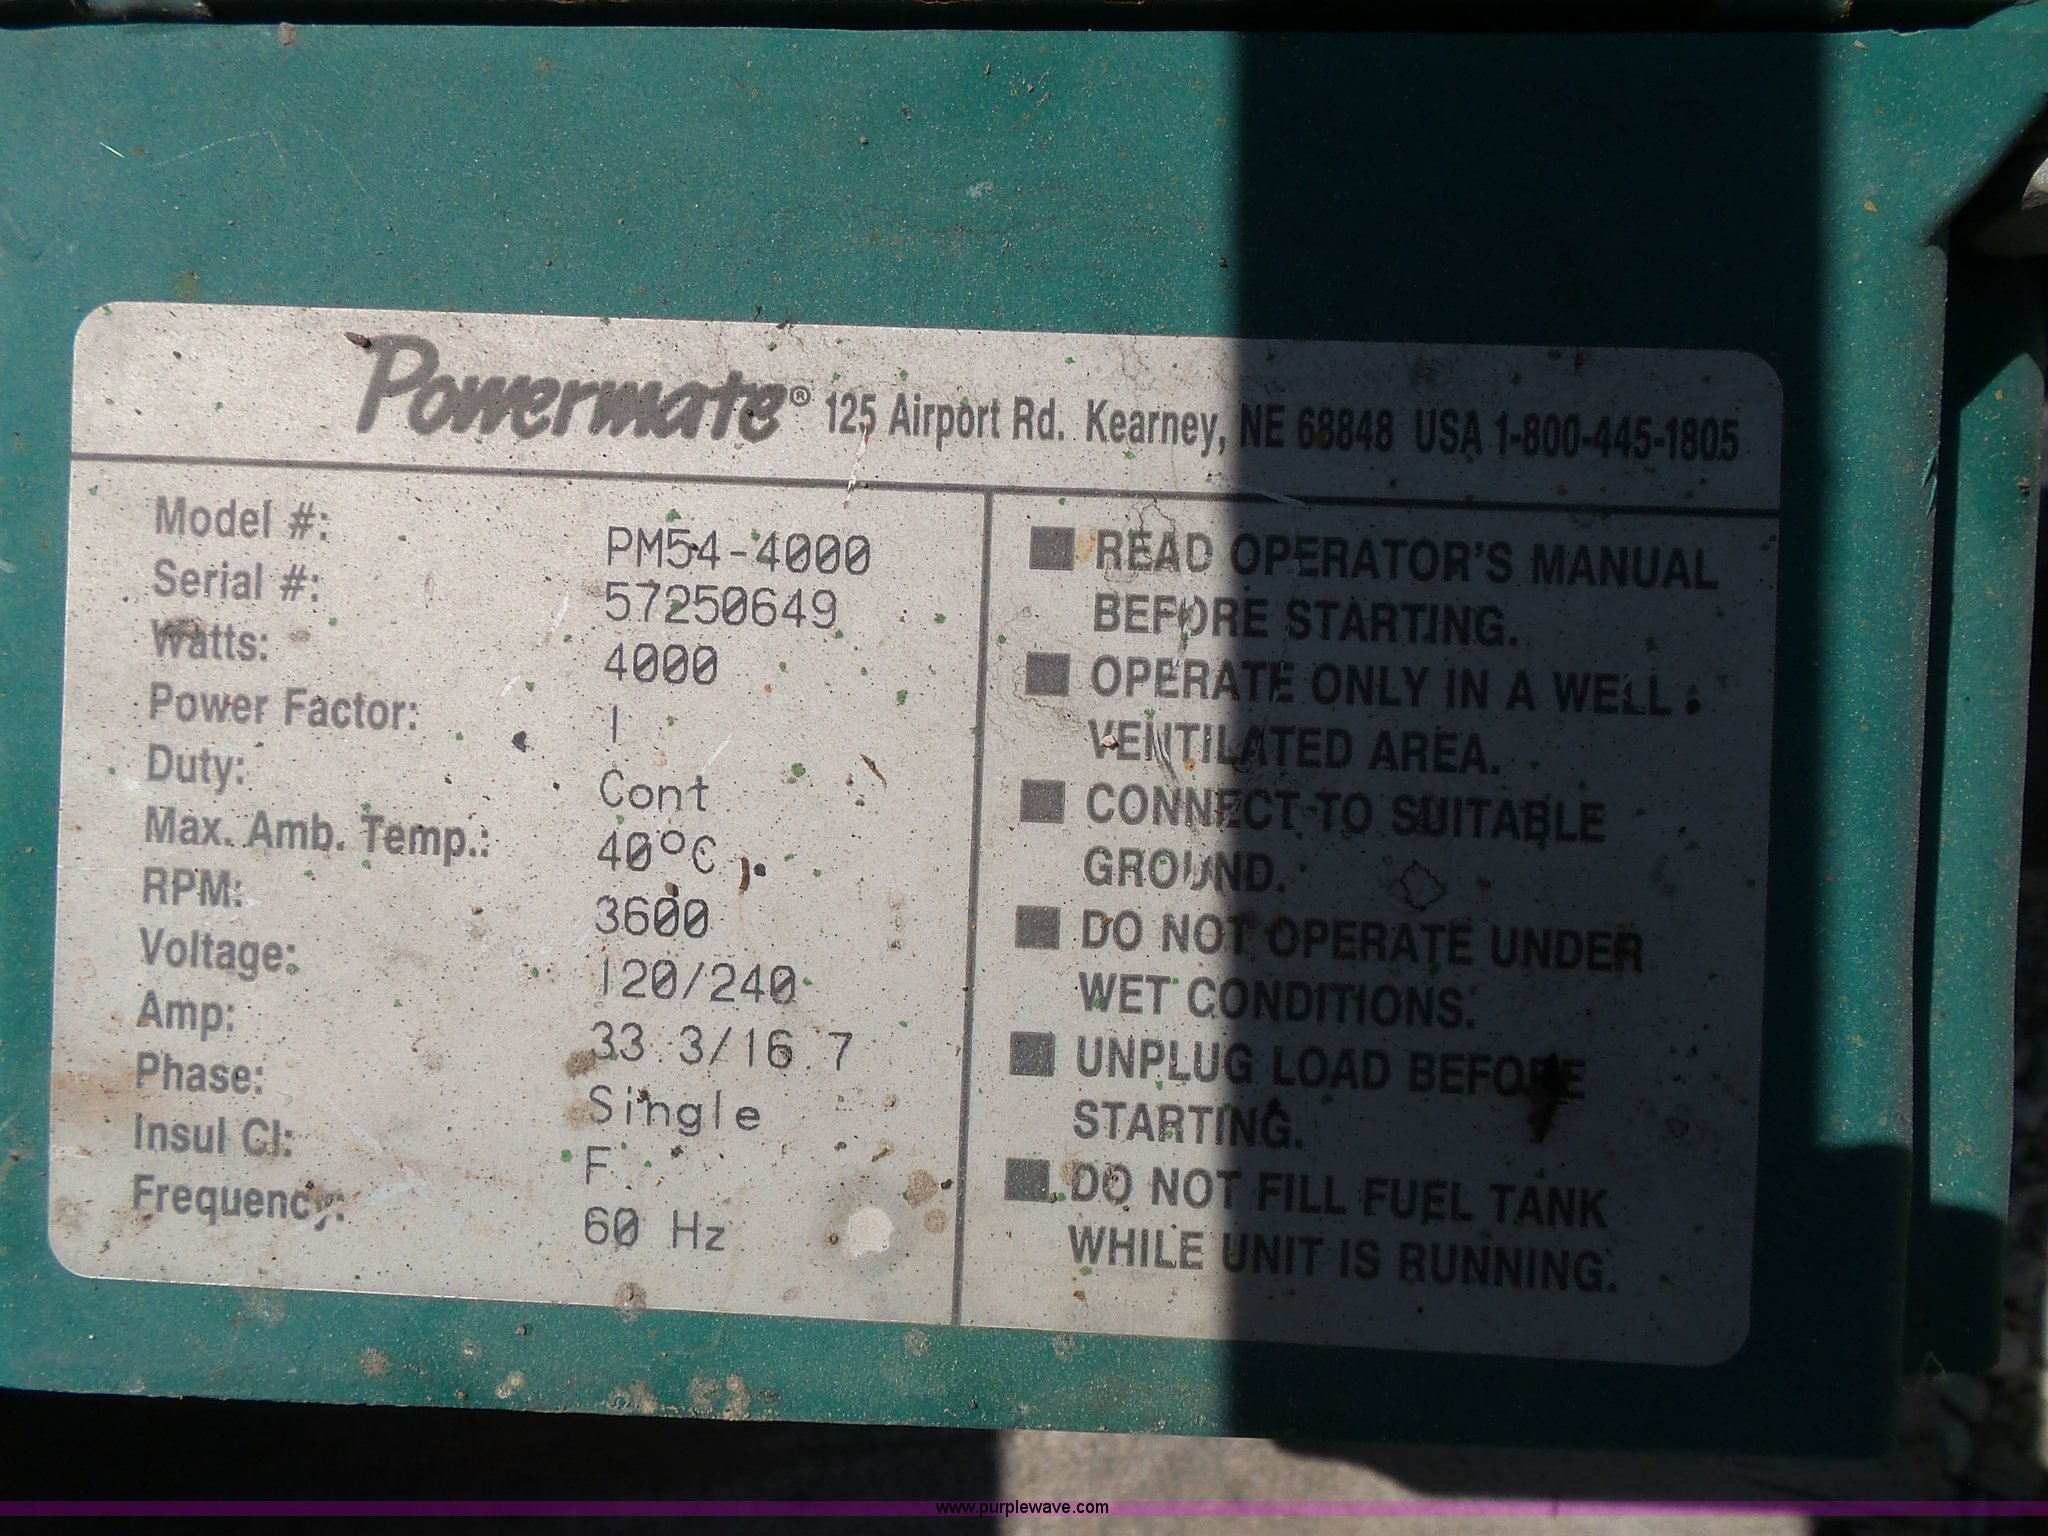 Powermate® 125 Airport Rd. Kearney, NE 68848 USA 1-800-445-1805
Model #: PM54-4000
Serial #: 57250649
Watts: 4000
Power Factor: 1
Duty: Cont
Max. Amb. Temp.: 40°C
RPM: 3600
Voltage: 120/240
Amp: 33.3/16.7
Phase: Single
Insul Cl: F
Frequency: 60 Hz
■ READ OPERATOR'S MANUAL
BEFORE STARTING.
■ OPERATE ONLY IN A WELL
VENTILATED AREA.
■ CONNECT TO SUITABLE
GROUND.
■ DO NOT OPERATE UNDER
WET CONDITIONS.
■ UNPLUG LOAD BEFORE
STARTING.
■ DO NOT FILL FUEL TANK
WHILE UNIT IS RUNNING.
www.purplewave.com